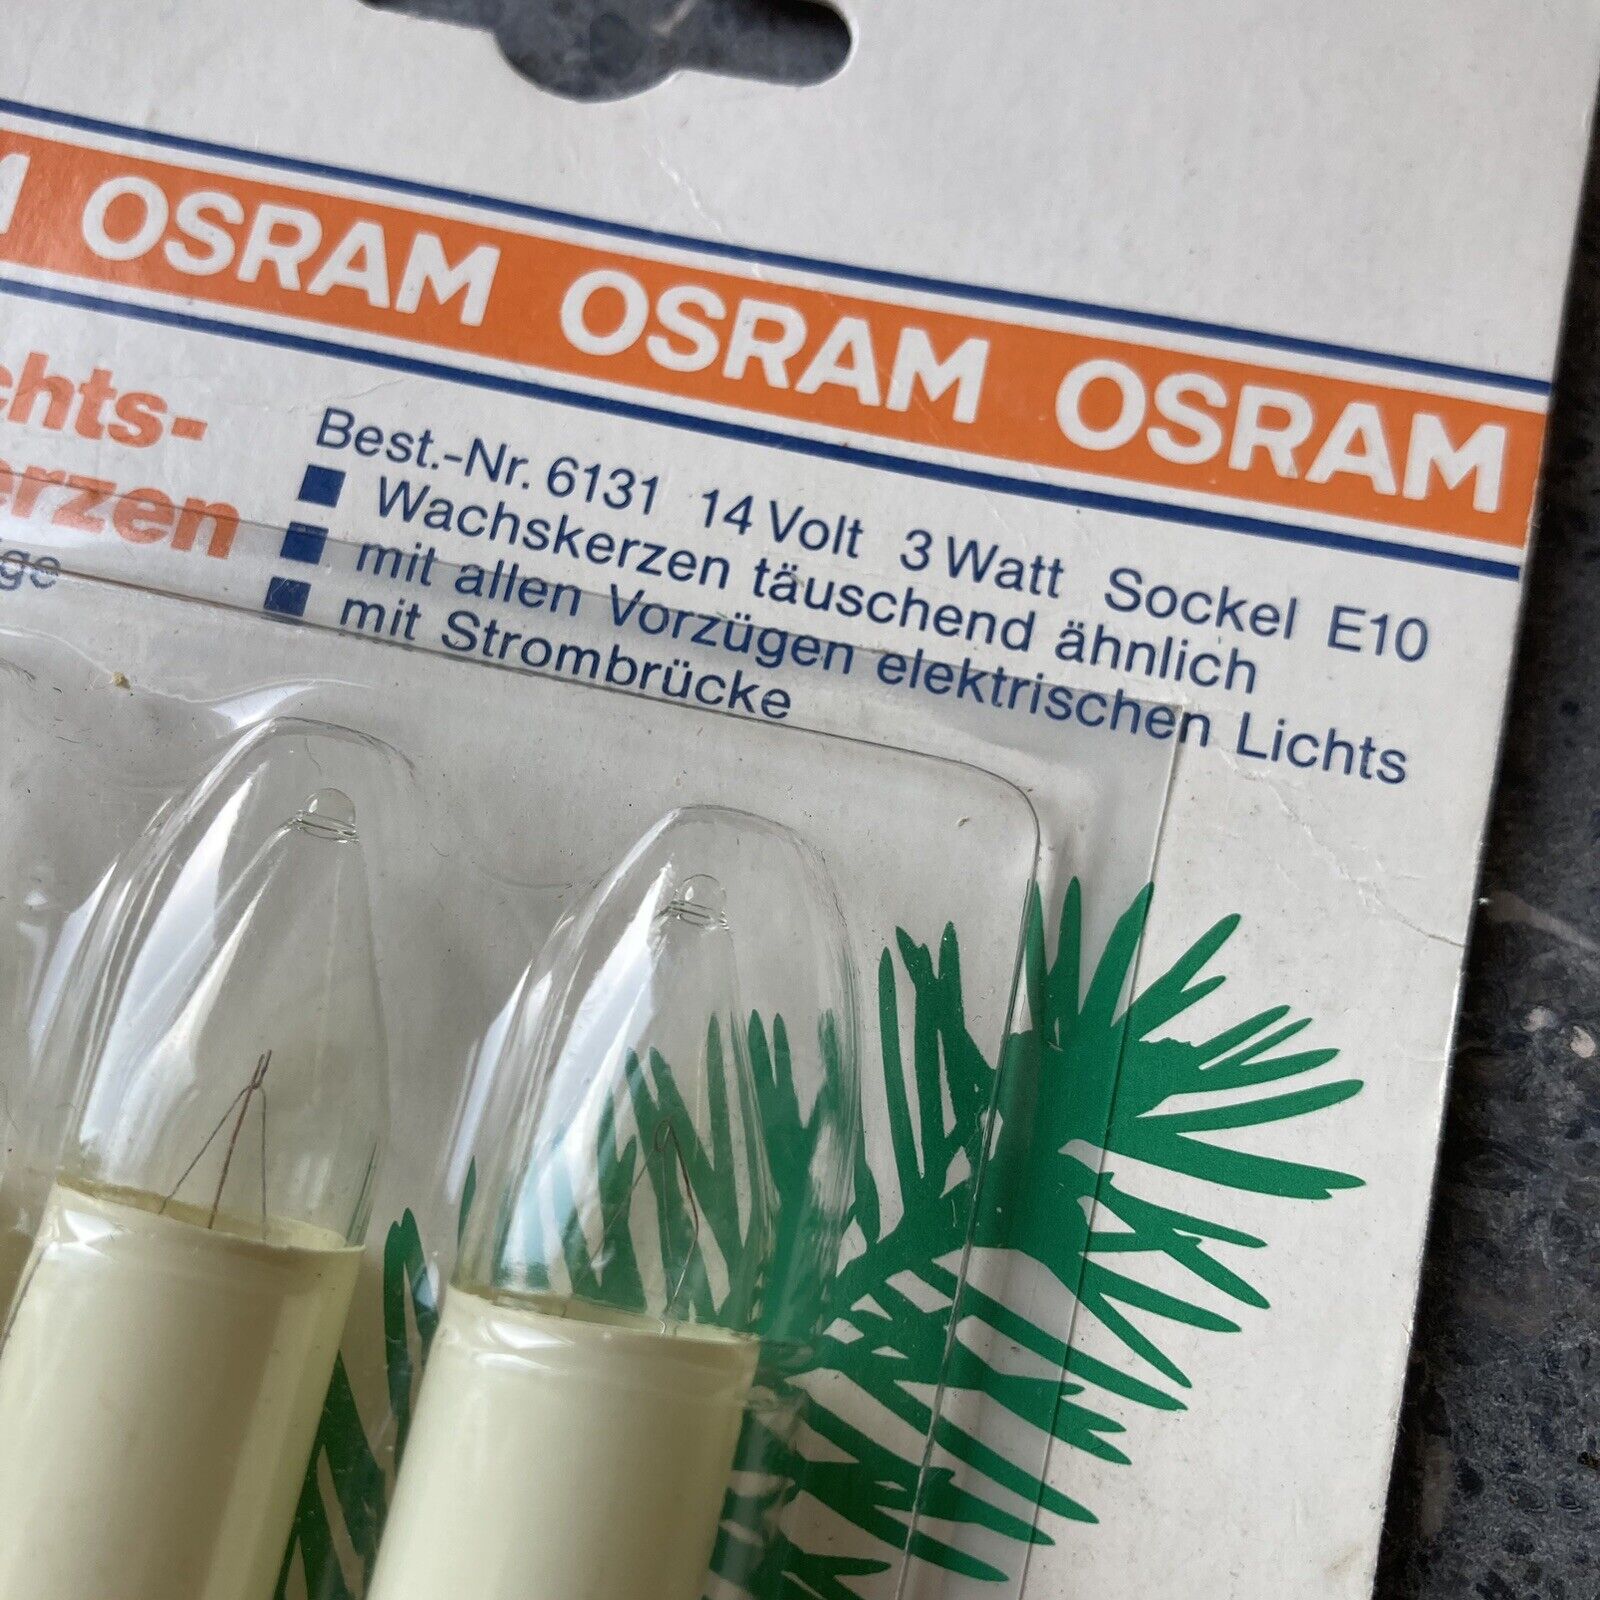 OSRAM OSRAM OSRAM
chts-
erzen
ge
Best.-Nr. 6131 14 Volt 3 Watt Sockel E10
■ Wachskerzen täuschend ähnlich
■ mit allen Vorzügen elektrischen Lichts
■ mit Strombrücke